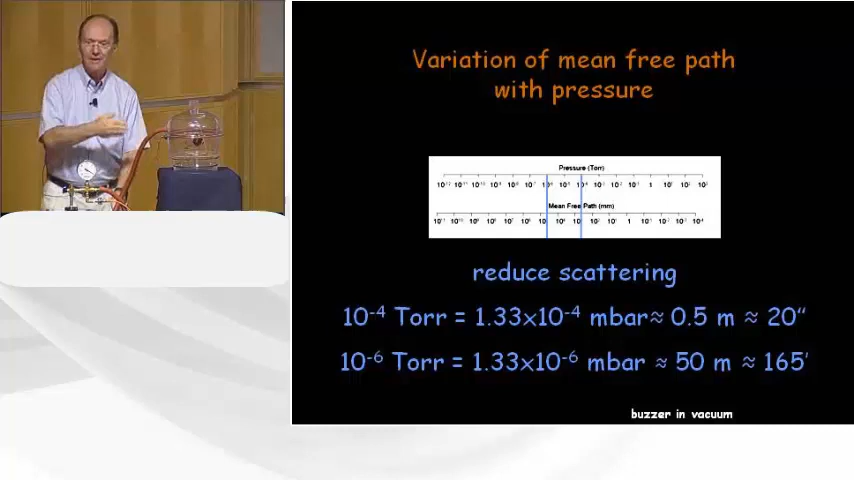 Variation of mean free path
with pressure
Pressure (Torr)
Mean Free Path (mm)
reduce scattering
10⁻⁴ Torr = 1.33x10⁻⁴ mbar≈ 0.5 m ≈ 20"
10⁻⁶ Torr = 1.33x10⁻⁶ mbar ≈ 50 m ≈ 165'
buzzer in vacuum